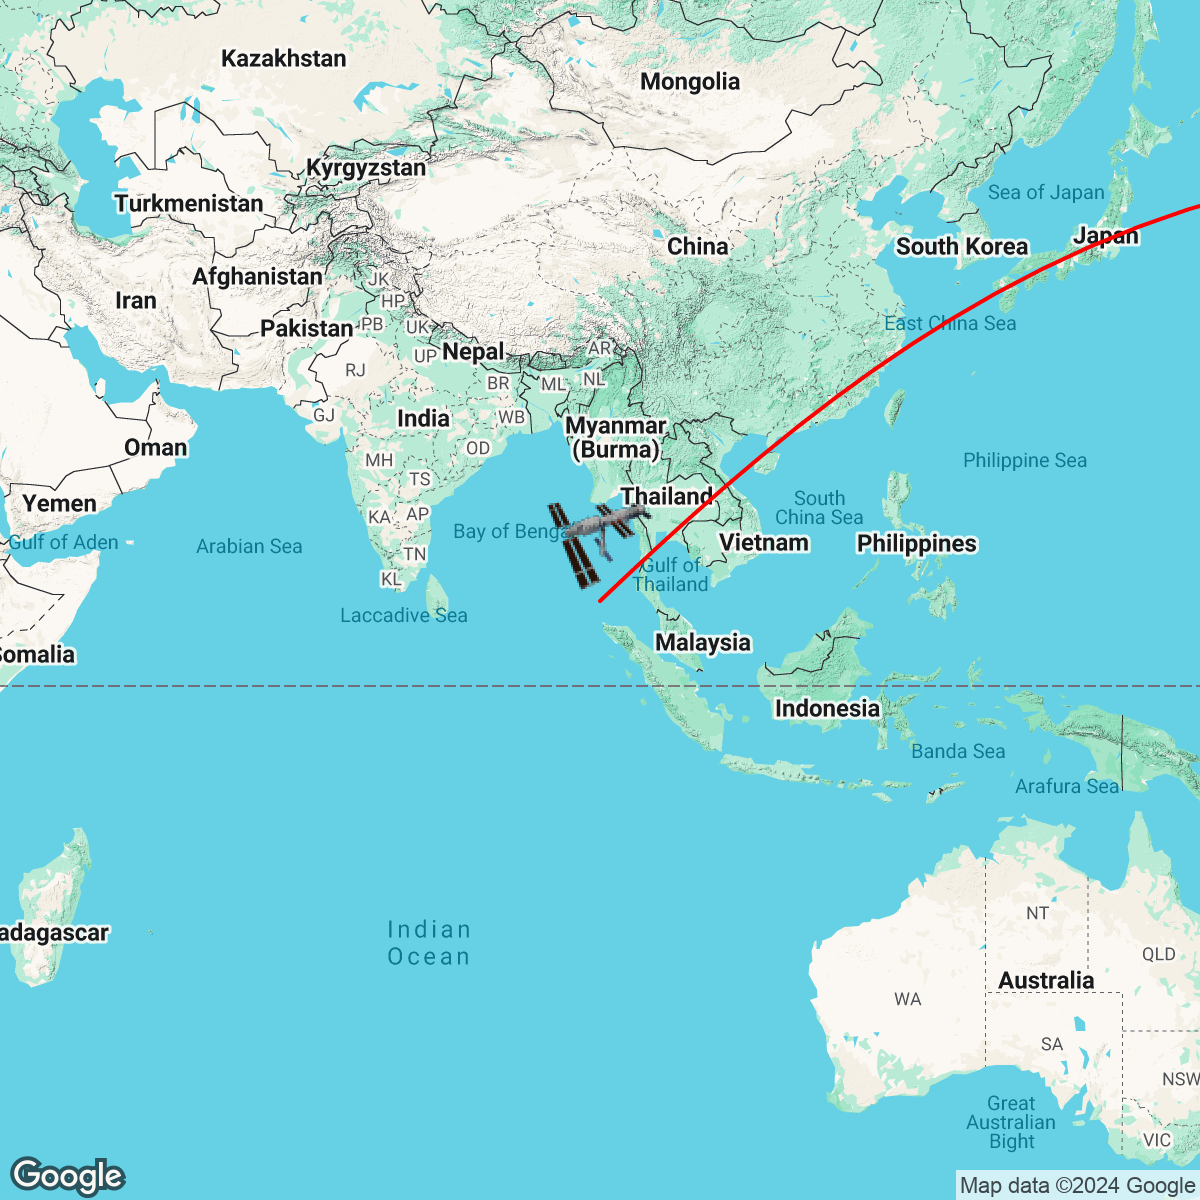 Kazakhstan
Mongolia
Kyrgyzstan
Turkmenistan
Sea of Japan
Japan
China
South Korea
Afghanistan
JK
Iran
HP
Pakistan
PB
UK
East China Sea
Nepal
UP
AR
RJ
BR
ML
NL
GJ
India
WB
Myanmar
(Burma)
Oman
OD
MH
Philippine Sea
TS
Yemen
Thailand
South
China Sea
KA
AP
Bay of Benga
Gulf of Aden
Arabian Sea
Vietnam
Philippines
TN
Gulf of
Thailand
KL
Laccadive Sea
Malaysia
Somalia
Indonesia
Banda Sea
Arafura Sea
NT
Indian
Ocean
adagascar
QLD
Australia
WA
SA
NSW
Great
Australian
Bight
VIC
Google
Map data ©2024 Google